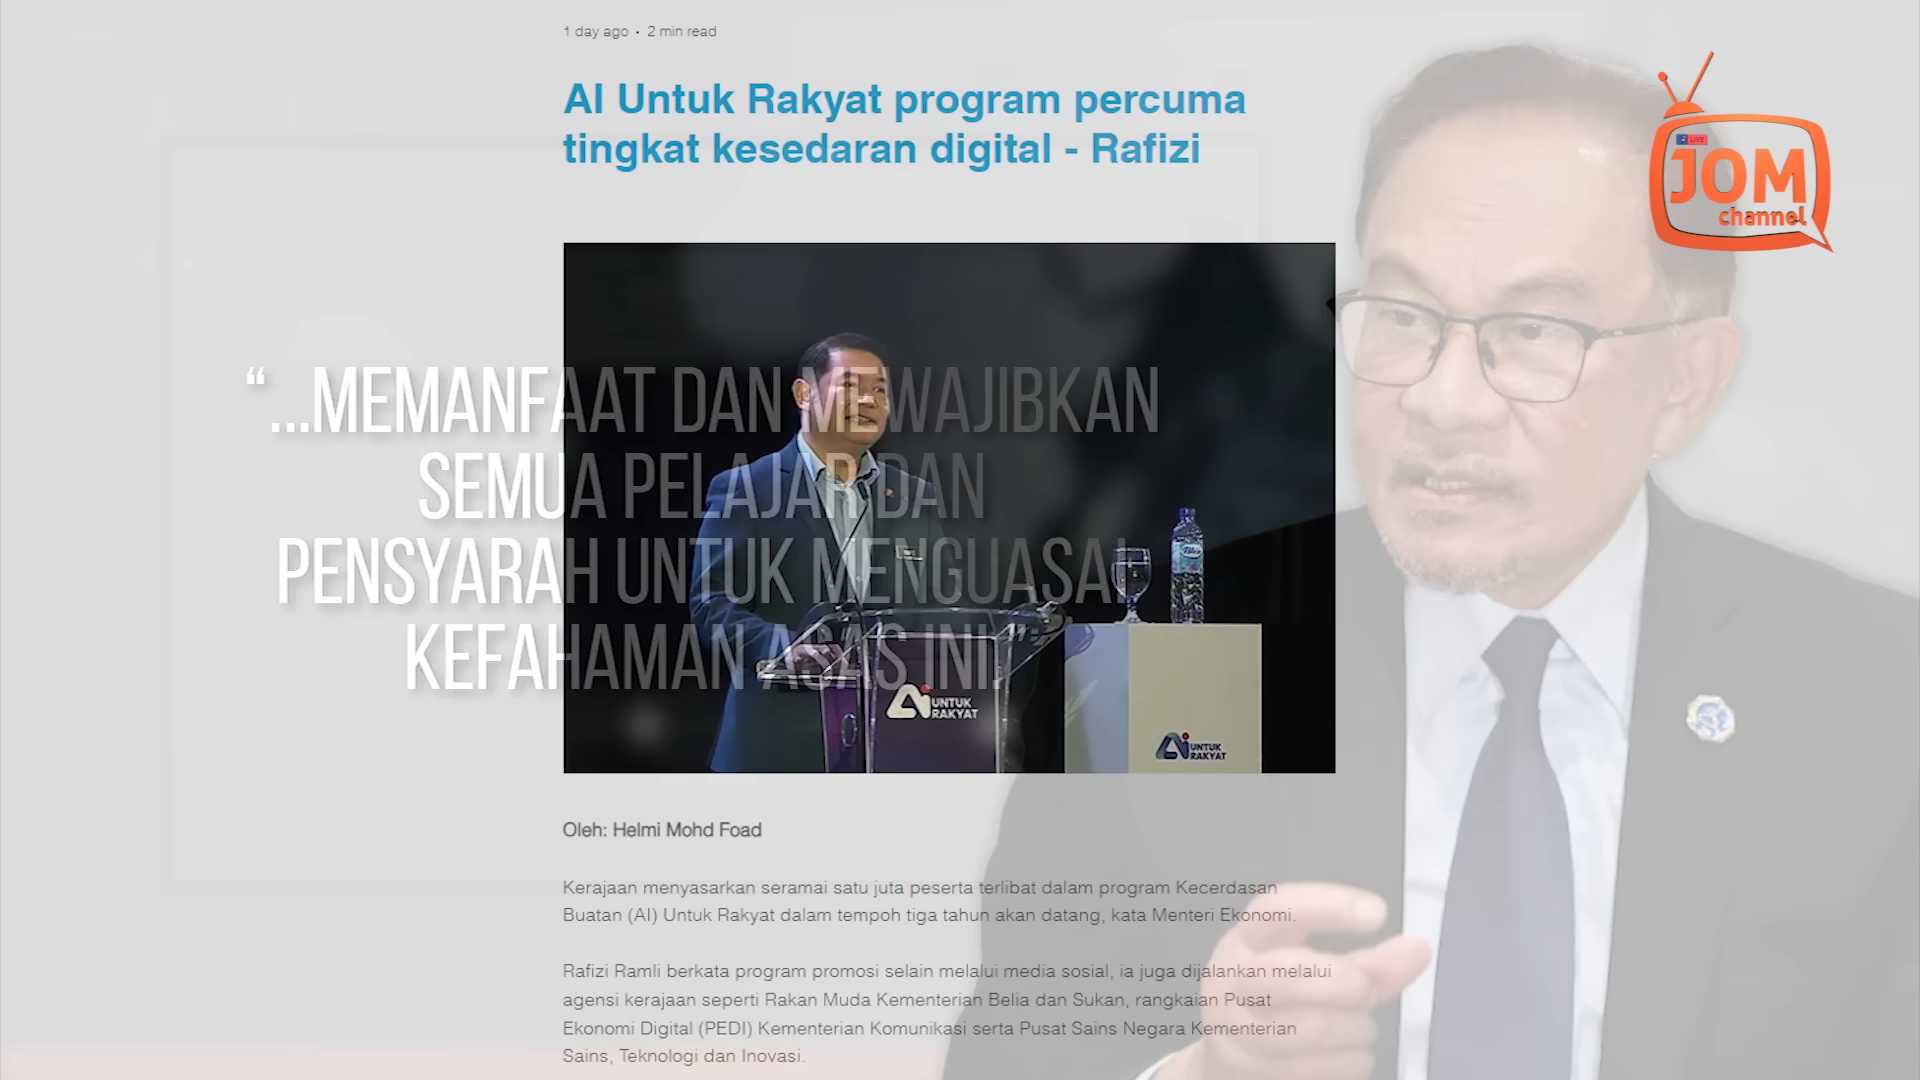 1 day ago · 2 min read
AI Untuk Rakyat program percuma
tingkat kesedaran digital - Rafizi
LIVE
JOM
channel
“...MEMANFAAT DAN MEWAJIBKAN
SEMUA PELAJAR DAN
PENSYARAH UNTUK MENGUASAI
KEFAHAMAN ASAS INI.”
AI UNTUK
RAKYAT
AI UNTUK
RAKYAT
Oleh: Helmi Mohd Foad
Kerajaan menyasarkan seramai satu juta peserta terlibat dalam program Kecerdasan
Buatan (AI) Untuk Rakyat dalam tempoh tiga tahun akan datang, kata Menteri Ekonomi.
Rafizi Ramli berkata program promosi selain melalui media sosial, ia juga dijalankan melalui
agensi kerajaan seperti Rakan Muda Kementerian Belia dan Sukan, rangkaian Pusat
Ekonomi Digital (PEDI) Kementerian Komunikasi serta Pusat Sains Negara Kementerian
Sains, Teknologi dan Inovasi.